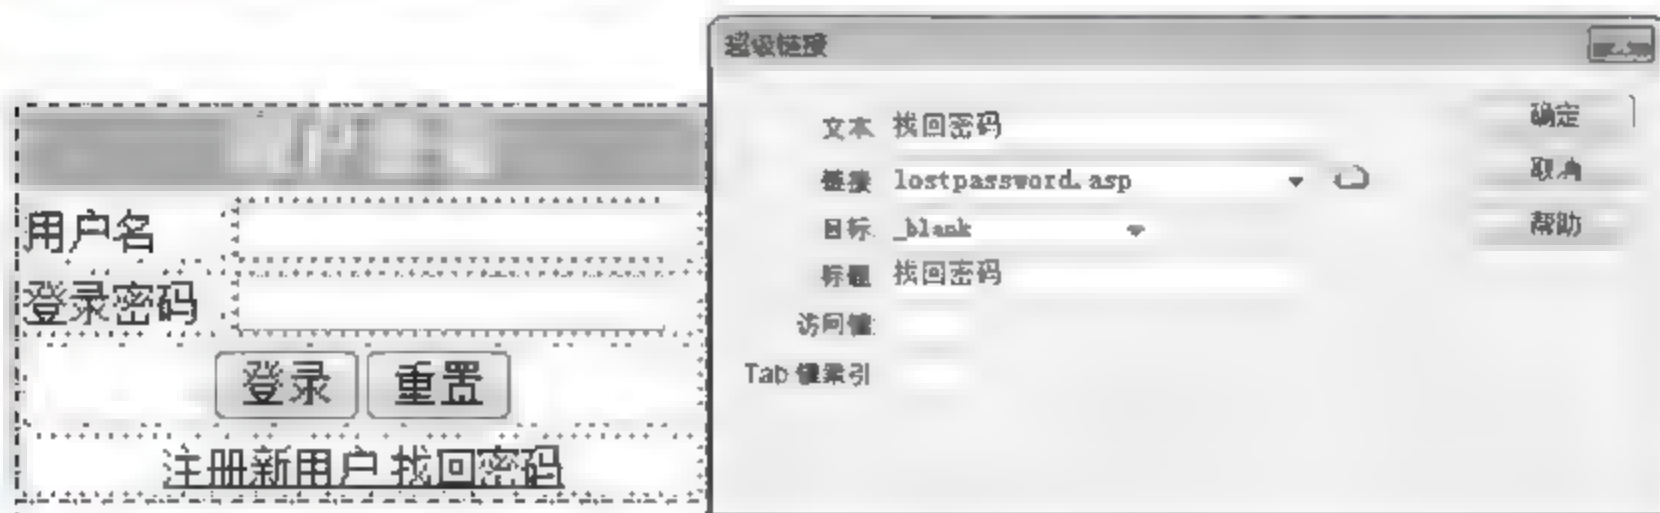 用户名
登录密码
登录 重置
注册新用户 找回密码
超级链接
文本 找回密码
链接 lostpassword.asp
目标 _blank
标题 找回密码
访问键
Tab 键索引
确定
取消
帮助